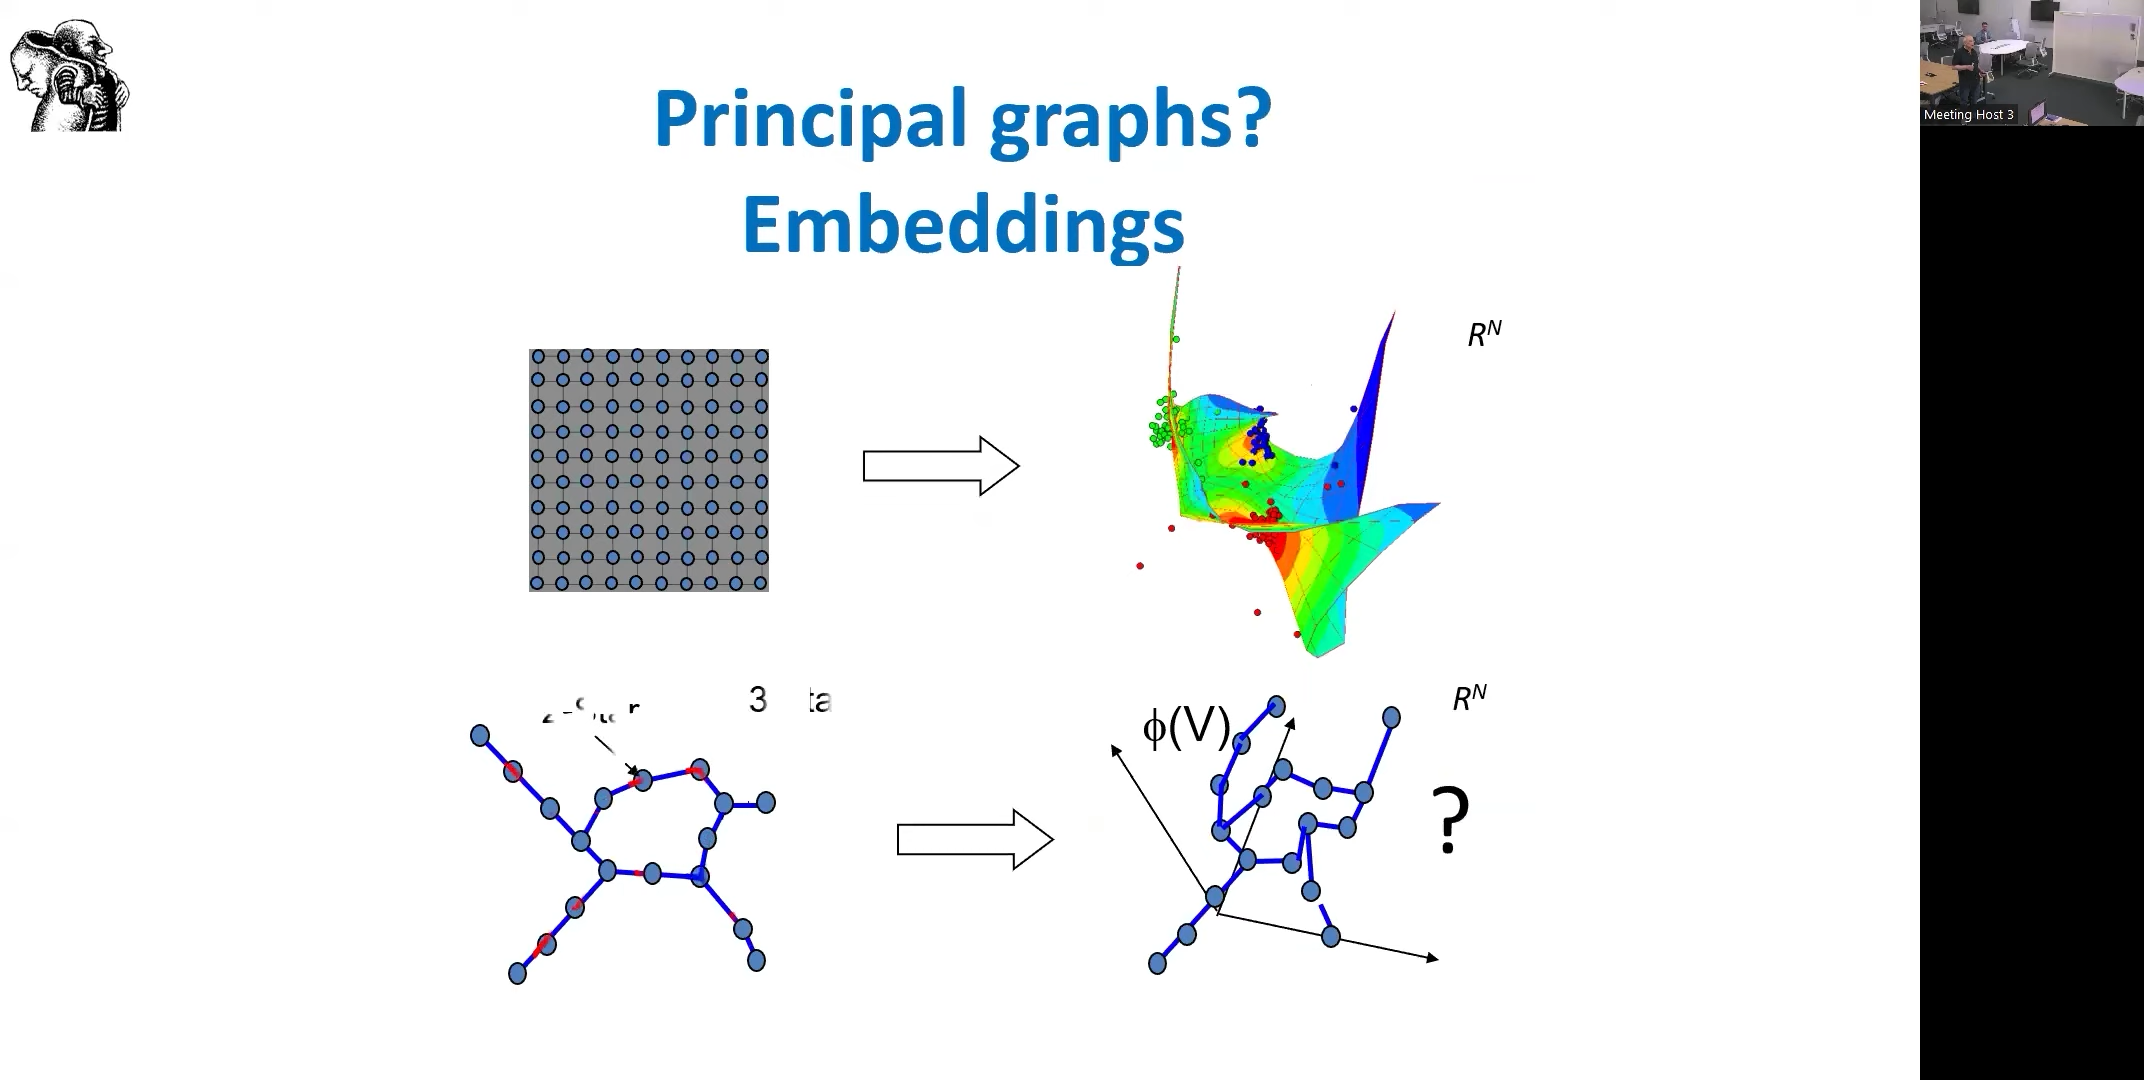 Principal graphs?
Embeddings
Meeting Host 3
R^N
3
R^N
ϕ(V)
?